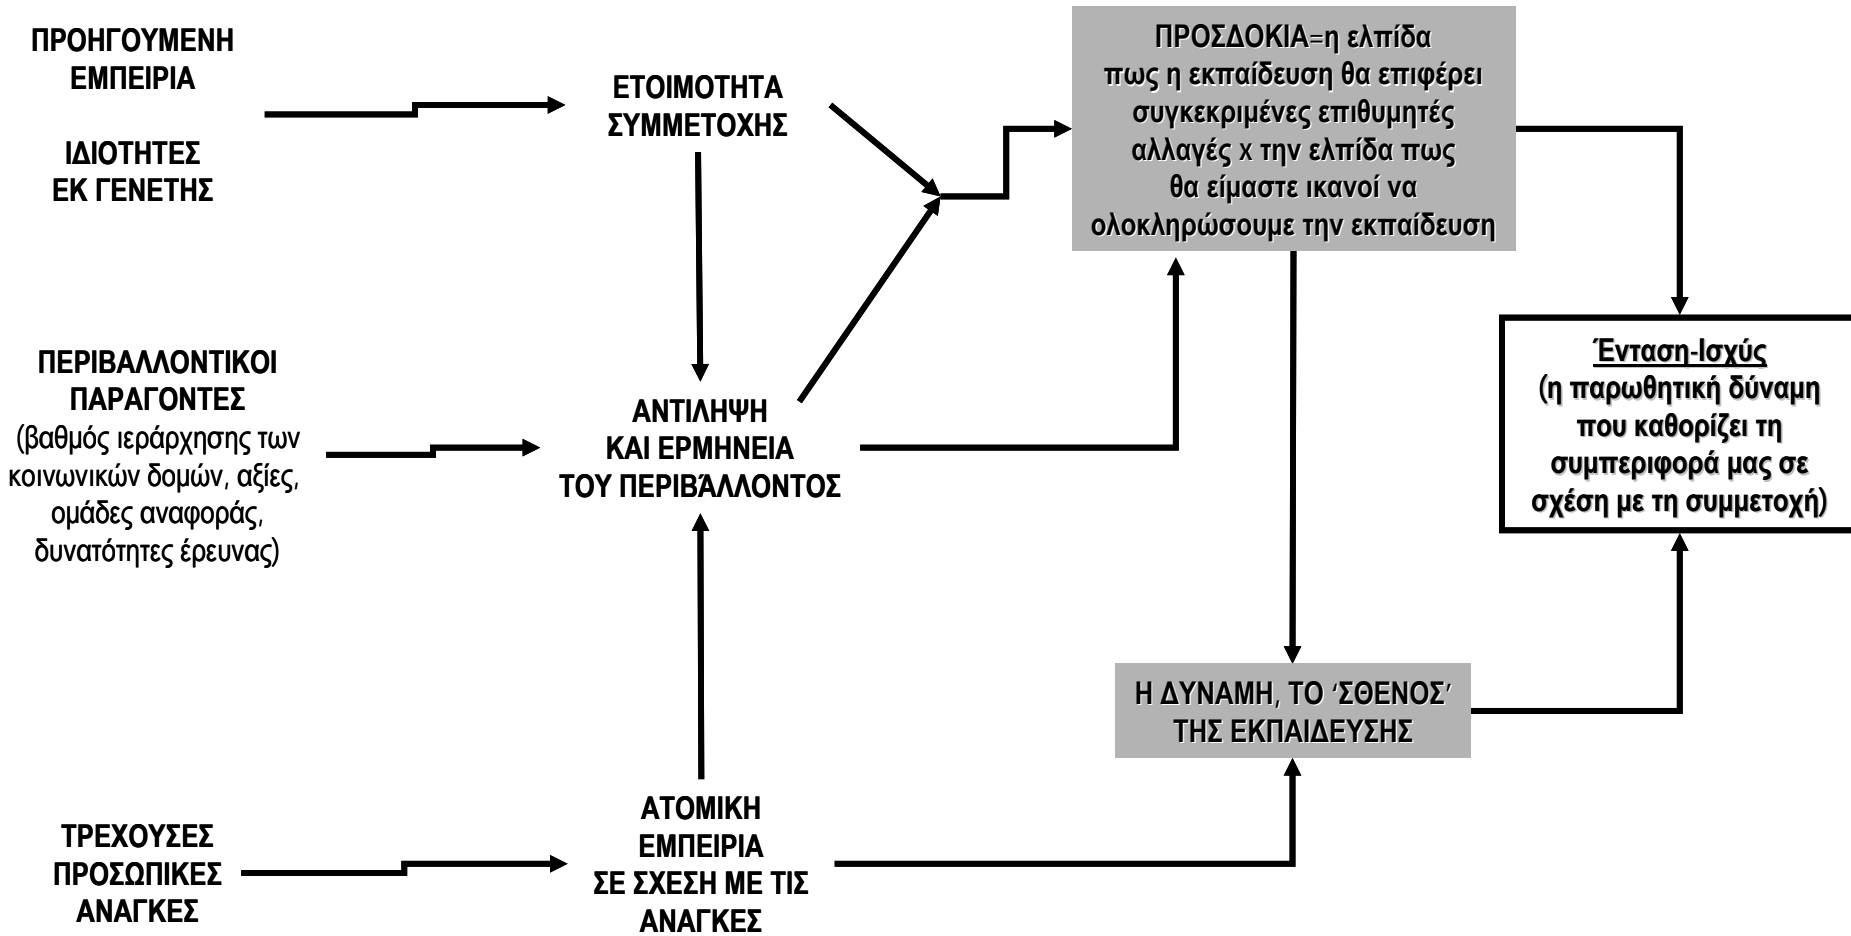 ΠΡΟΗΓΟΥΜΕΝΗ
ΕΜΠΕΙΡΙΑ
ΙΔΙΟΤΗΤΕΣ
ΕΚ ΓΕΝΕΤΗΣ
ΕΤΟΙΜΟΤΗΤΑ
ΣΥΜΜΕΤΟΧΗΣ
ΠΡΟΣΔΟΚΙΑ=η ελπίδα
πως η εκπαίδευση θα επιφέρει
συγκεκριμένες επιθυμητές
αλλαγές x την ελπίδα πως
θα είμαστε ικανοί να
ολοκληρώσουμε την εκπαίδευση
ΠΕΡΙΒΑΛΛΟΝΤΙΚΟΙ
ΠΑΡΑΓΟΝΤΕΣ
(βαθμός ιεράρχησης των
κοινωνικών δομών, αξίες,
ομάδες αναφοράς,
δυνατότητες έρευνας)
ΑΝΤΙΛΗΨΗ
ΚΑΙ ΕΡΜΗΝΕΙΑ
ΤΟΥ ΠΕΡΙΒΆΛΛΟΝΤΟΣ
Ένταση-Ισχύς
(η παρωθητική δύναμη
που καθορίζει τη
συμπεριφορά μας σε
σχέση με τη συμμετοχή)
Η ΔΥΝΑΜΗ, ΤΟ ‘ΣΘΕΝΟΣ’
ΤΗΣ ΕΚΠΑΙΔΕΥΣΗΣ
ΤΡΕΧΟΥΣΕΣ
ΠΡΟΣΩΠΙΚΕΣ
ΑΝΑΓΚΕΣ
ΑΤΟΜΙΚΗ
ΕΜΠΕΙΡΙΑ
ΣΕ ΣΧΕΣΗ ΜΕ ΤΙΣ
ΑΝΑΓΚΕΣ